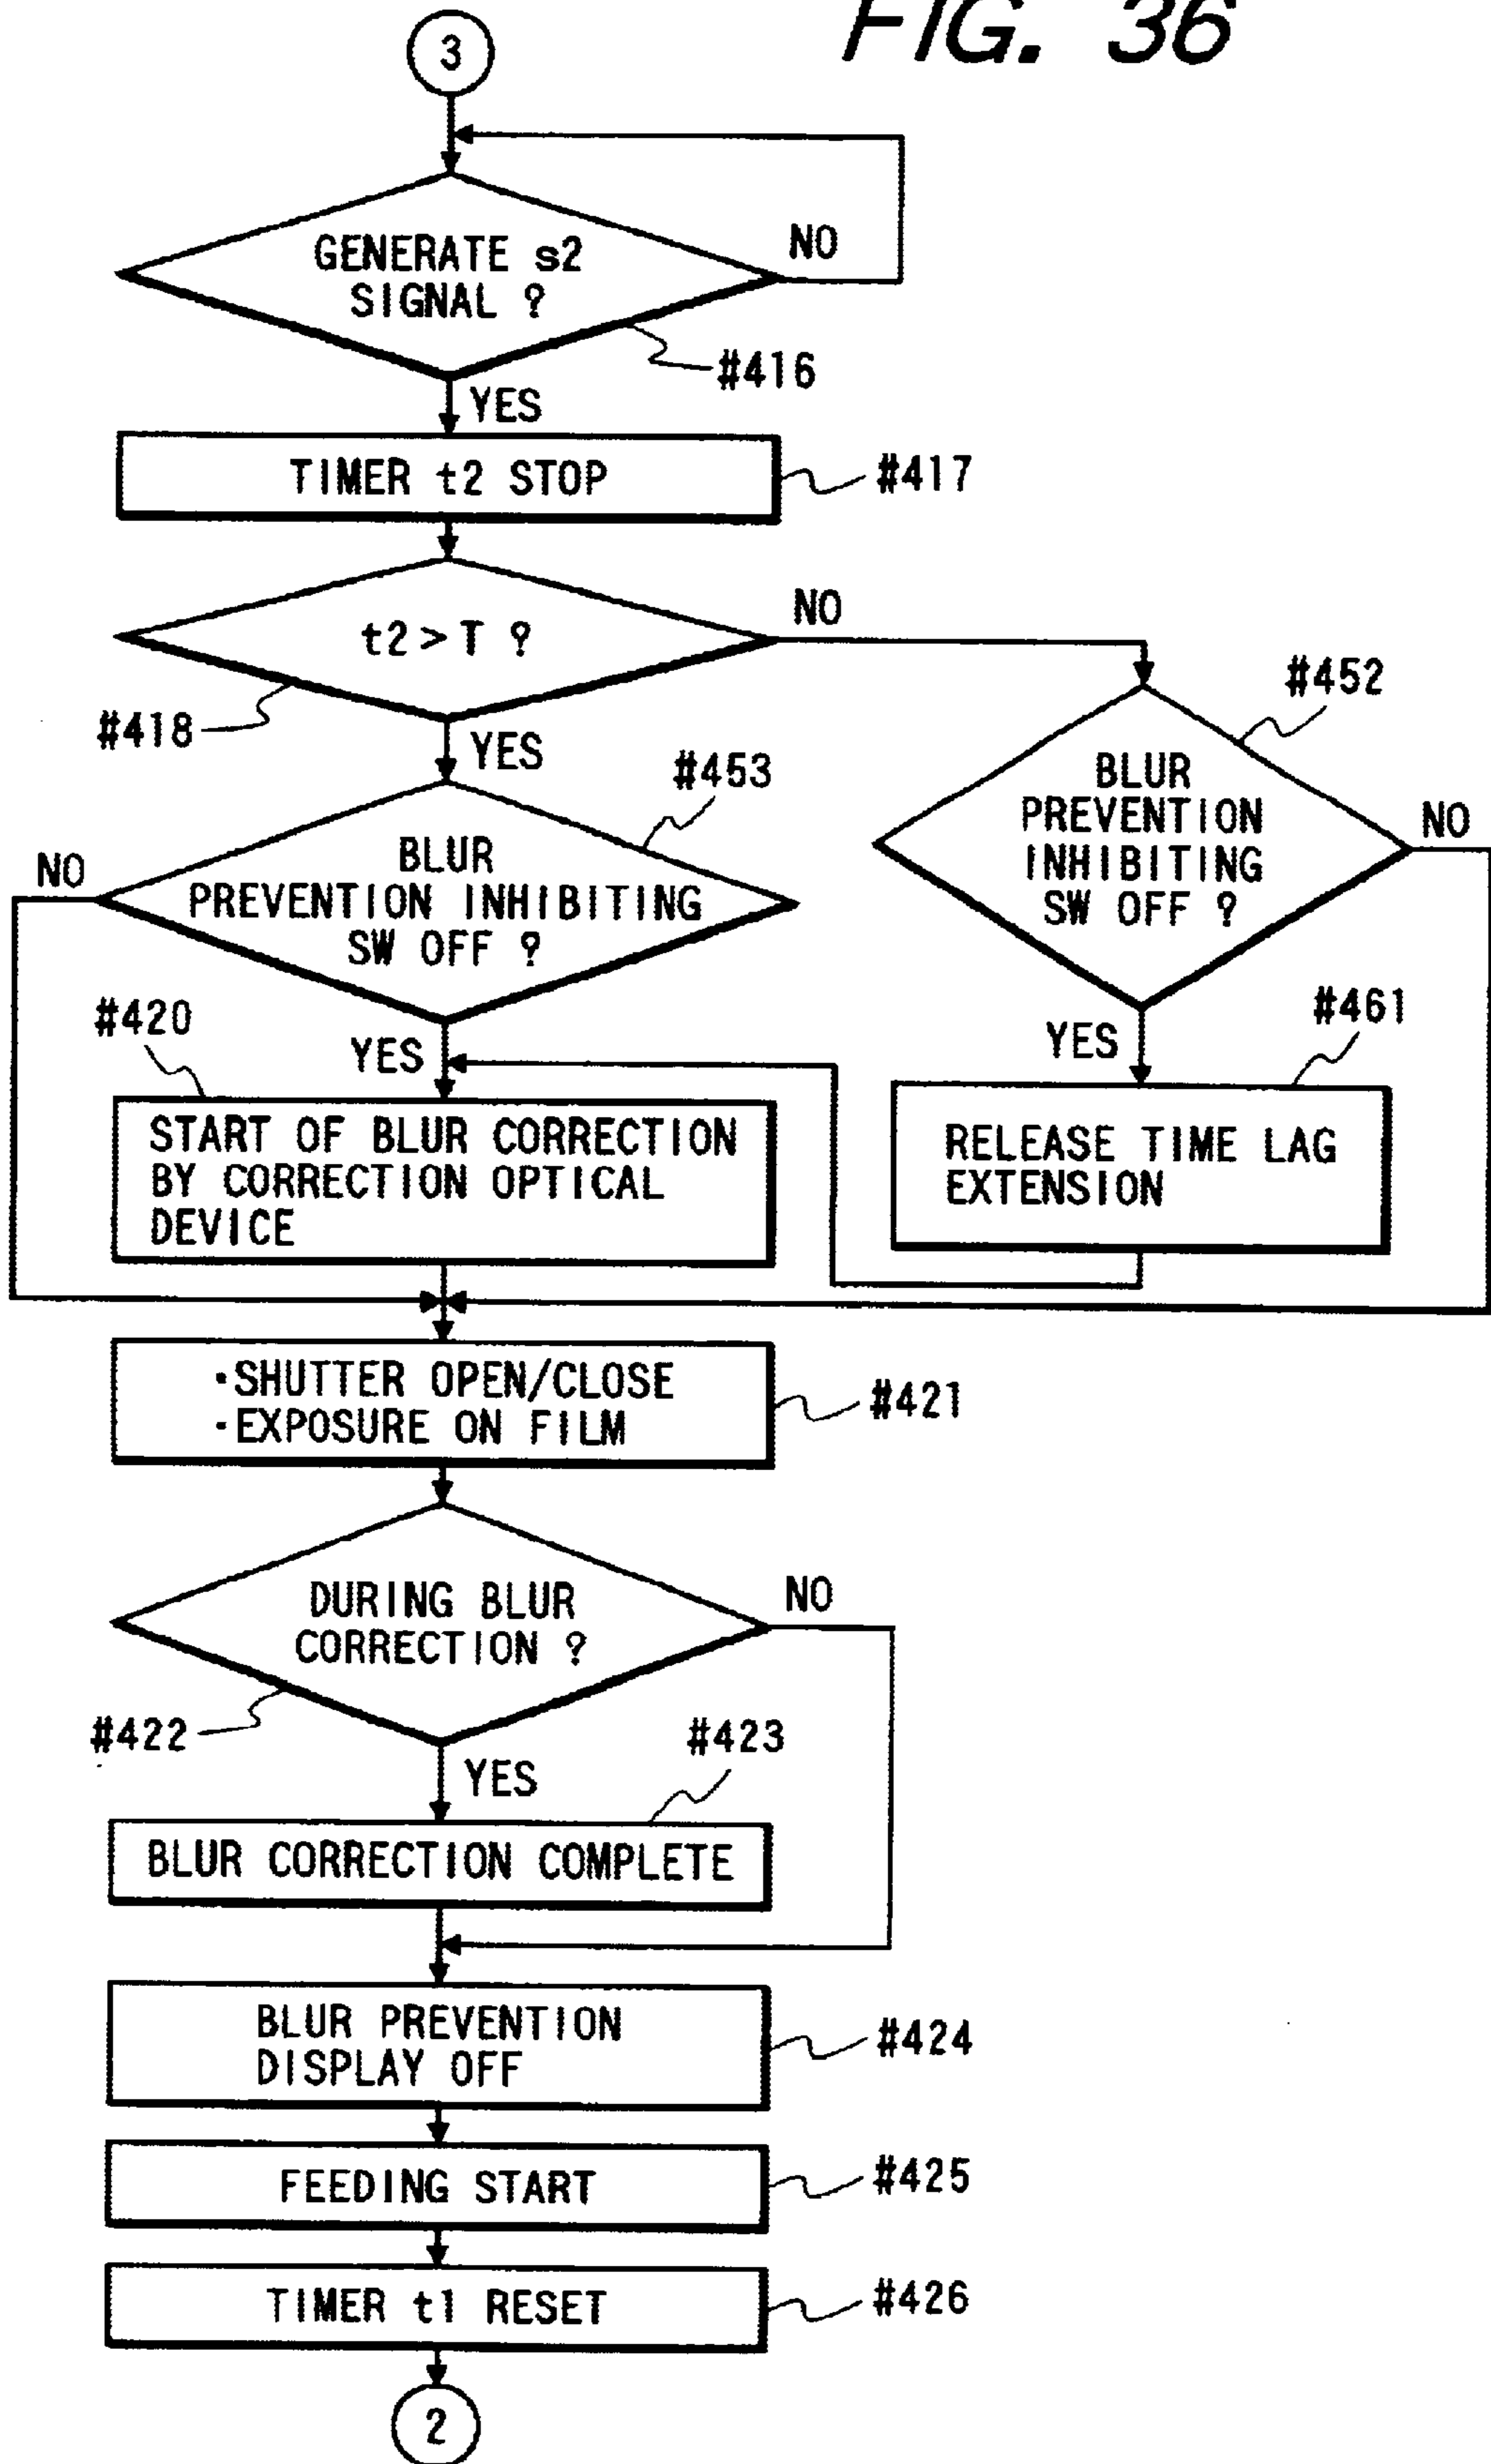 FIG. 36
3
GENERATE s2
SIGNAL ?
NO
#416
YES
TIMER t2 STOP
#417
t2 > T ?
NO
#418
YES
#452
BLUR
PREVENTION
INHIBITING
SW OFF ?
NO
#453
BLUR
PREVENTION INHIBITING
SW OFF ?
NO
YES
#461
RELEASE TIME LAG
EXTENSION
#420
YES
START OF BLUR CORRECTION
BY CORRECTION OPTICAL
DEVICE
·SHUTTER OPEN/CLOSE
·EXPOSURE ON FILM
#421
DURING BLUR
CORRECTION ?
NO
#422
YES
#423
BLUR CORRECTION COMPLETE
BLUR PREVENTION
DISPLAY OFF
#424
FEEDING START
#425
TIMER t1 RESET
#426
2